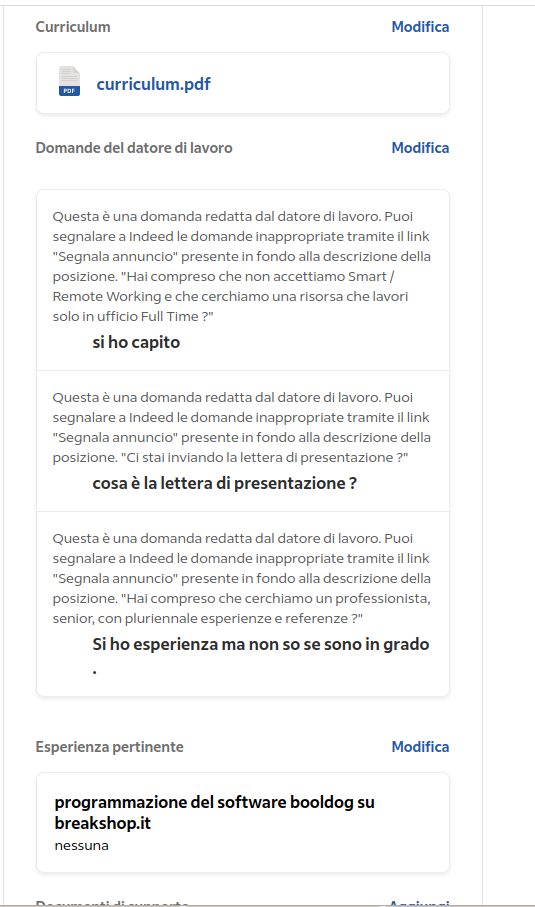 Curriculum Modifica
PDF curriculum.pdf
Domande del datore di lavoro Modifica
Questa è una domanda redatta dal datore di lavoro. Puoi
segnalare a Indeed le domande inappropriate tramite il link
"Segnala annuncio" presente in fondo alla descrizione della
posizione. "Hai compreso che non accettiamo Smart /
Remote Working e che cerchiamo una risorsa che lavori
solo in ufficio Full Time ?"
si ho capito
Questa è una domanda redatta dal datore di lavoro. Puoi
segnalare a Indeed le domande inappropriate tramite il link
"Segnala annuncio" presente in fondo alla descrizione della
posizione. "Ci stai inviando la lettera di presentazione ?"
cosa è la lettera di presentazione ?
Questa è una domanda redatta dal datore di lavoro. Puoi
segnalare a Indeed le domande inappropriate tramite il link
"Segnala annuncio" presente in fondo alla descrizione della
posizione. "Hai compreso che cerchiamo un professionista,
senior, con pluriennale esperienze e referenze ?"
Si ho esperienza ma non so se sono in grado
.
Esperienza pertinente Modifica
programmazione del software booldog su
breakshop.it
nessuna
Documenti di supporto Aggiungi